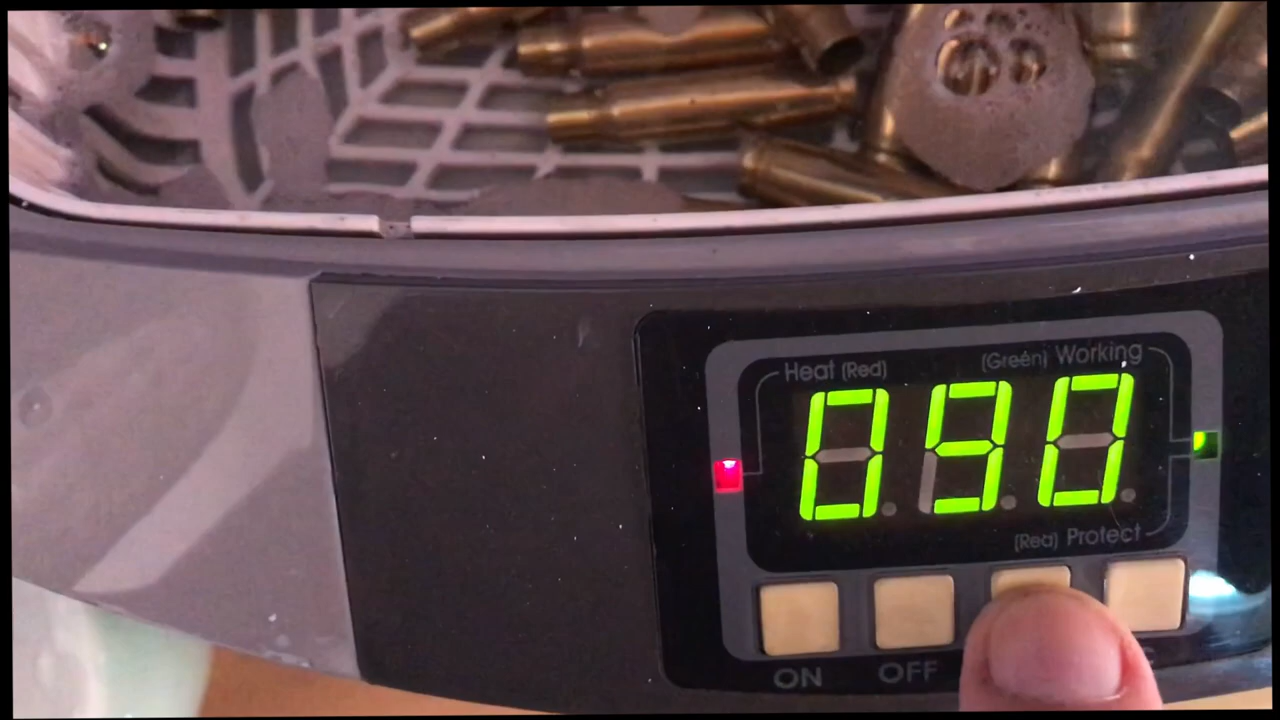 Heat (Red)
(Green) Working
090
(Red) Protect
ON
OFF